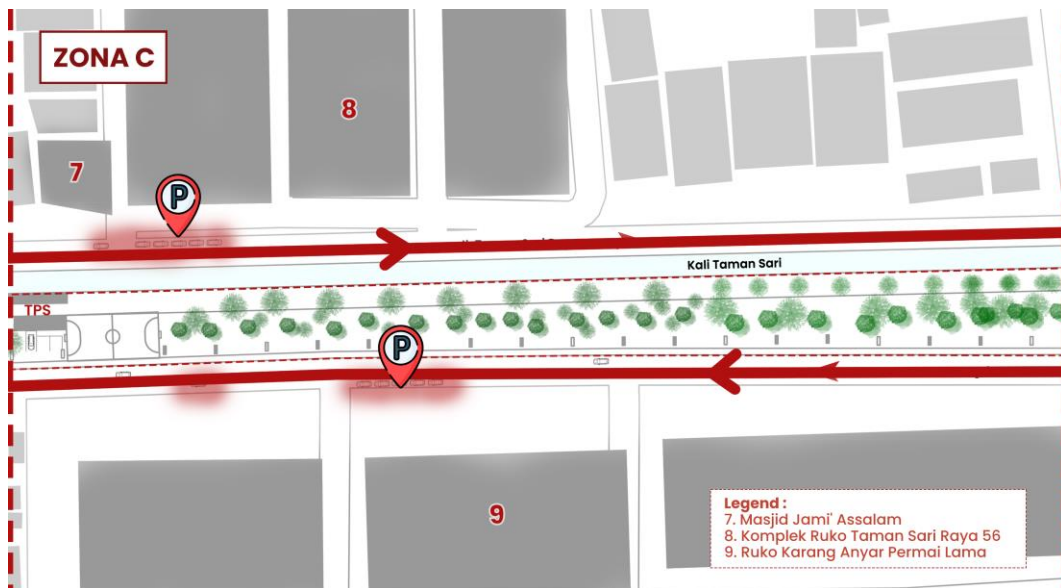 ZONA C
8
7
P
Kali Taman Sari
TPS
P
9
Legend :
7. Masjid Jami' Assalam
8. Komplek Ruko Taman Sari Raya 56
9. Ruko Karang Anyar Permai Lama